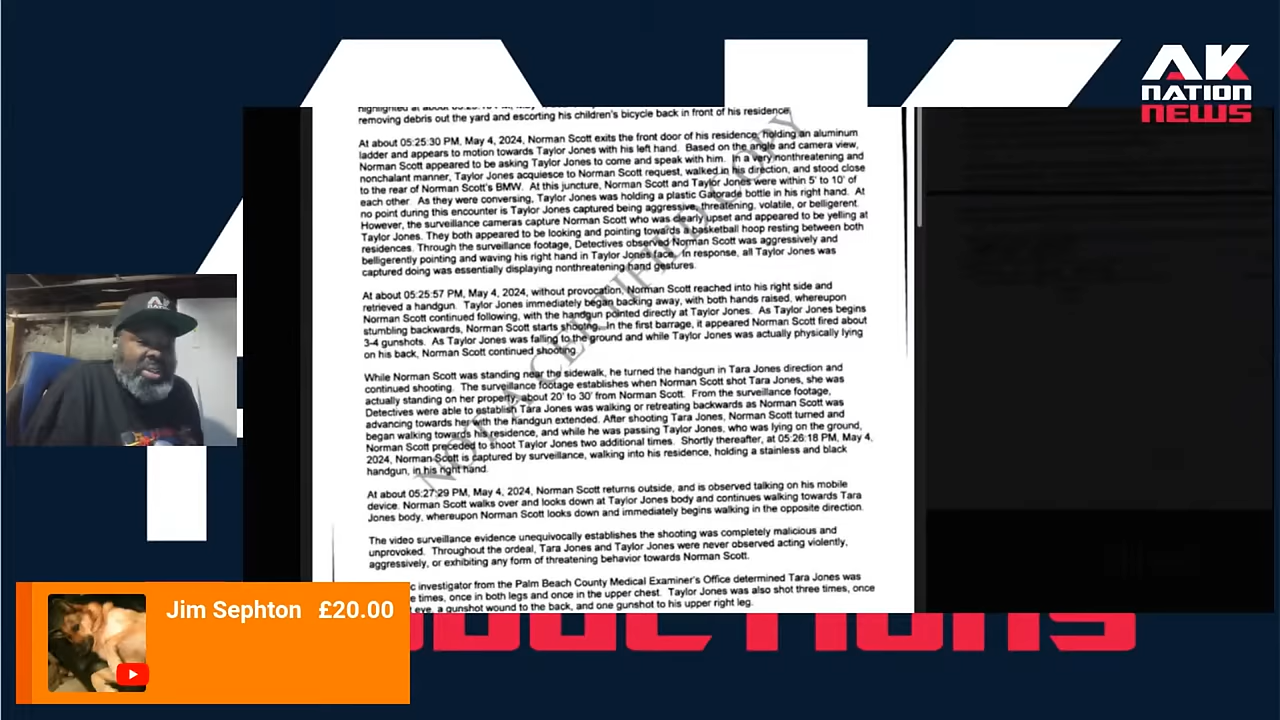 AK
NATION
NEWS
removing debris out the yard and escorting his children's bicycle back in front of his residence.
At about 05:25:30 PM, May 4, 2024, Norman Scott exits the front door of his residence, holding an aluminum
ladder and appears to motion towards Taylor Jones with his left hand. Based on the angle and camera view,
Norman Scott appeared to be asking Taylor Jones to come and speak with him. In a very nonthreatening and
nonchalant manner, Taylor Jones acquiesce to Norman Scott request, walked in his direction, and stood close
to the rear of Norman Scott's BMW. At this juncture, Norman Scott and Taylor Jones were within 5' to 10' of
each other. As they were conversing, Taylor Jones was holding a plastic Gatorade bottle in his right hand. At
no point during this encounter is Taylor Jones captured being aggressive, threatening, volatile, or belligerent.
However, the surveillance cameras capture Norman Scott who was clearly upset and appeared to be yelling at
Taylor Jones. They both appeared to be looking and pointing towards a basketball hoop resting between both
residences. Through the surveillance footage, Detectives observed Norman Scott was aggressively and
belligerently pointing and waving his right hand in Taylor Jones face. In response, all Taylor Jones was
captured doing was essentially displaying nonthreatening hand gestures.
At about 05:25:57 PM, May 4, 2024, without provocation, Norman Scott reached into his right side and
retrieved a handgun. Taylor Jones immediately began backing away, with both hands raised, whereupon
Norman Scott continued following, with the handgun pointed directly at Taylor Jones. As Taylor Jones begins
stumbling backwards, Norman Scott starts shooting. In the first barrage, it appeared Norman Scott fired about
3-4 gunshots. As Taylor Jones was falling to the ground and while Taylor Jones was actually physically lying
on his back, Norman Scott continued shooting.
While Norman Scott was standing near the sidewalk, he turned the handgun in Tara Jones direction and
continued shooting. The surveillance footage establishes when Norman Scott shot Tara Jones, she was
actually standing on her property, about 20' to 30' from Norman Scott. From the surveillance footage,
Detectives were able to establish Tara Jones was walking or retreating backwards as Norman Scott was
advancing towards her with the handgun extended. After shooting Tara Jones, Norman Scott turned and
began walking towards his residence, and while he was passing Taylor Jones, who was lying on the ground,
Norman Scott preceded to shoot Taylor Jones two additional times. Shortly thereafter, at 05:26:18 PM, May 4,
2024, Norman Scott is captured by surveillance, walking into his residence, holding a stainless and black
handgun, in his right hand.
At about 05:27:29 PM, May 4, 2024, Norman Scott returns outside, and is observed talking on his mobile
device. Norman Scott walks over and looks down at Taylor Jones body and continues walking towards Tara
Jones body, whereupon Norman Scott looks down and immediately begins walking in the opposite direction.
The video surveillance evidence unequivocally establishes the shooting was completely malicious and
unprovoked. Throughout the ordeal, Tara Jones and Taylor Jones were never observed acting violently,
aggressively, or exhibiting any form of threatening behavior towards Norman Scott.
investigator from the Palm Beach County Medical Examiner's Office determined Tara Jones was
times, once in both legs and once in the upper chest. Taylor Jones was also shot three times, once
eye, a gunshot wound to the back, and one gunshot to his upper right leg.
NOT A CERTIFIED COPY
Jim Sephton £20.00